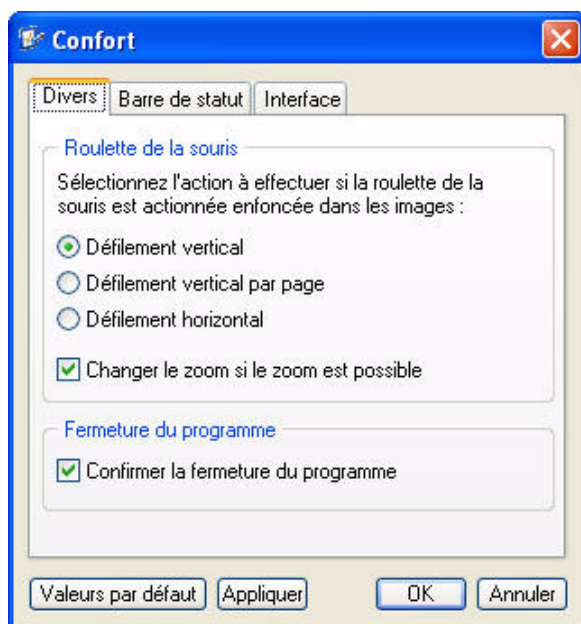 Confort
Divers Barre de statut Interface
Roulette de la souris
Sélectionnez l'action à effectuer si la roulette de la
souris est actionnée enfoncée dans les images :
Défilement vertical
Défilement vertical par page
Défilement horizontal
Changer le zoom si le zoom est possible
Fermeture du programme
Confirmer la fermeture du programme
Valeurs par défaut Appliquer OK Annuler